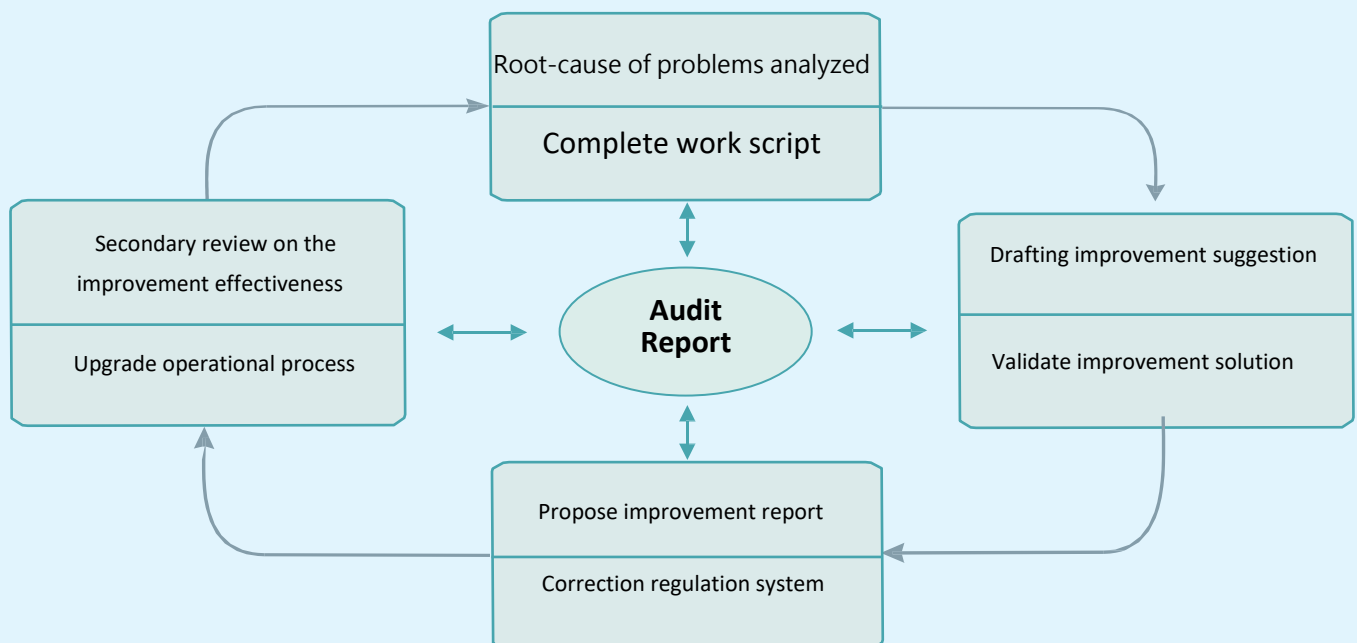 Root-cause of problems analyzed
Complete work script
Secondary review on the
improvement effectiveness
Upgrade operational process
Audit
Report
Drafting improvement suggestion
Validate improvement solution
Propose improvement report
Correction regulation system